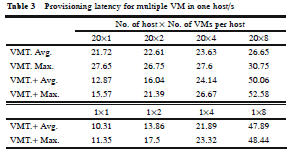 Table 3 Provisioning latency for multiple VM in one host/s
No. of host × No. of VMs per host
20×1 20×2 20×4 20×8
VMT. Avg. 21.72 22.61 23.63 26.65
VMT. Max. 27.65 26.75 27.6 30.75
VMT.+ Avg. 12.87 16.04 24.14 50.06
VMT.+ Max. 15.57 21.39 26.67 52.58
1×1 1×2 1×4 1×8
VMT.+ Avg. 10.31 13.86 21.89 47.89
VMT.+ Max. 11.35 17.5 23.32 48.44